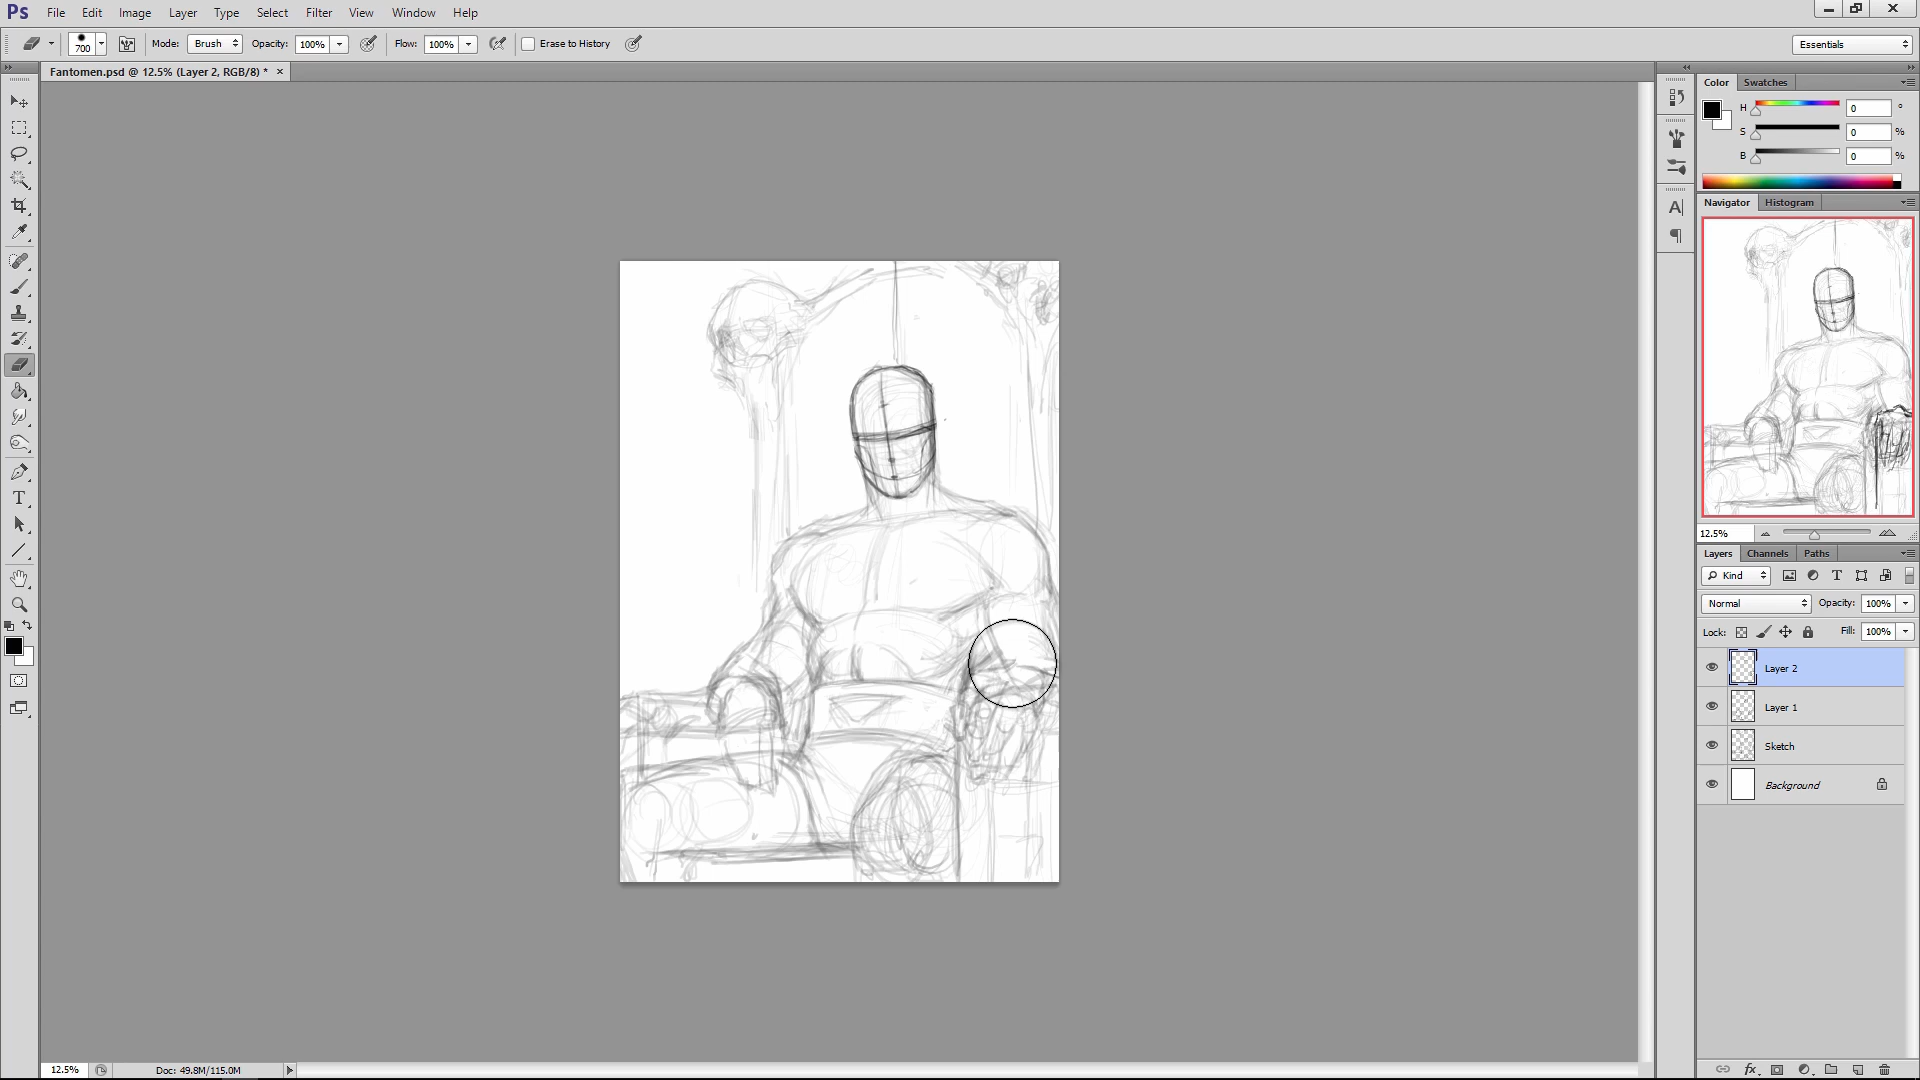 Ps File Edit Image Layer Type Select Filter View Window Help
700 Mode: Brush Opacity: 100% Flow: 100% Erase to History Essentials
Fantomen.psd @ 12.5% (Layer 2, RGB/8) * ×
Color Swatches
H 0 °
S 0 %
B 0 %
Navigator Histogram
12.5%
Layers Channels Paths
Kind
Normal Opacity: 100%
Lock: Fill: 100%
Layer 2
Layer 1
Sketch
Background
fx
12.5% Doc: 49.8M/115.0M